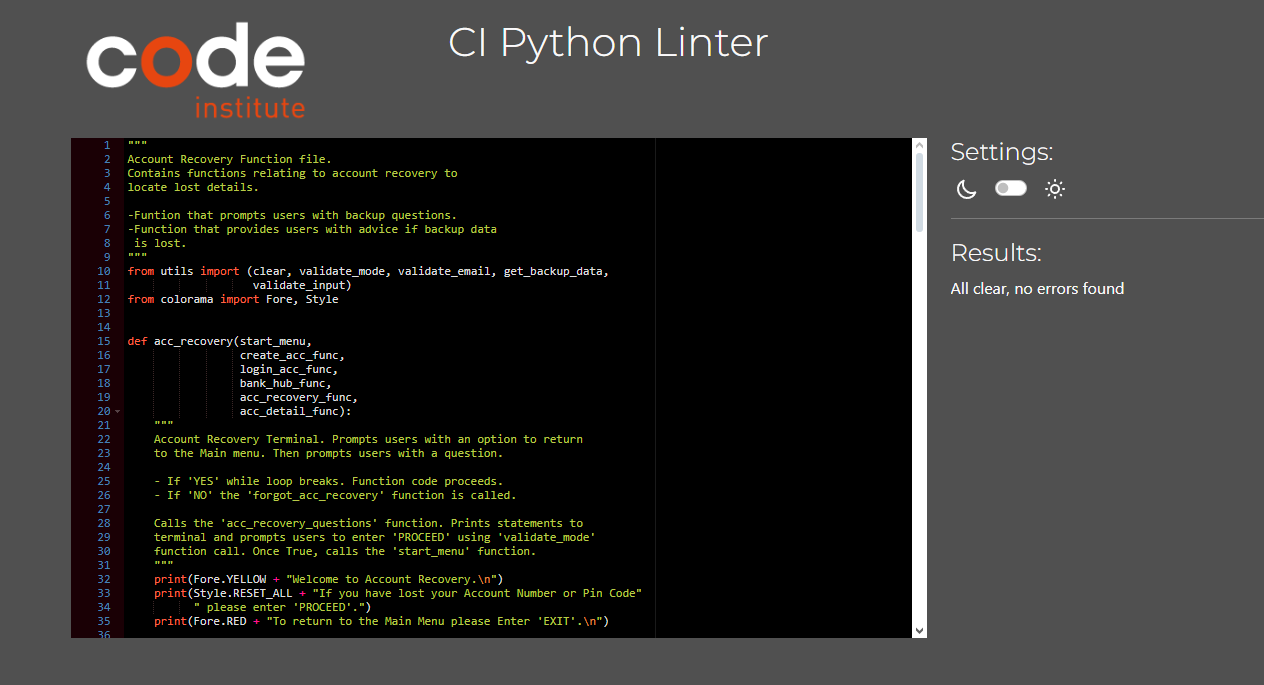 code
institute
CI Python Linter
1 """
2 Account Recovery Function file.
3 Contains functions relating to account recovery to
4 locate lost details.
5
6 -Funtion that prompts users with backup questions.
7 -Function that provides users with advice if backup data
8  is lost.
9 """
10 from utils import (clear, validate_mode, validate_email, get_backup_data,
11                    validate_input)
12 from colorama import Fore, Style
13
14
15 def acc_recovery(start_menu,
16                  create_acc_func,
17                  login_acc_func,
18                  bank_hub_func,
19                  acc_recovery_func,
20                  acc_detail_func):
21     """
22     Account Recovery Terminal. Prompts users with an option to return
23     to the Main menu. Then prompts users with a question.
24
25     - If 'YES' while loop breaks. Function code proceeds.
26     - If 'NO' the 'forgot_acc_recovery' function is called.
27
28     Calls the 'acc_recovery_questions' function. Prints statements to
29     terminal and prompts users to enter 'PROCEED' using 'validate_mode'
30     function call. Once True, calls the 'start_menu' function.
31     """
32     print(Fore.YELLOW + "Welcome to Account Recovery.\n")
33     print(Style.RESET_ALL + "If you have lost your Account Number or Pin Code"
34           " please enter 'PROCEED'.")
35     print(Fore.RED + "To return to the Main Menu please Enter 'EXIT'.\n")
36
Settings:
Results:
All clear, no errors found